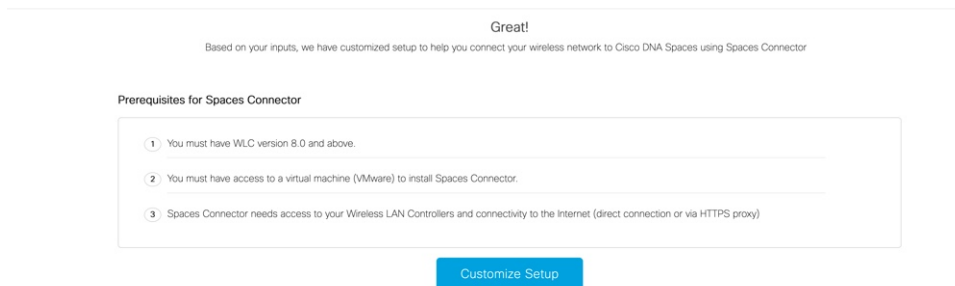 Great!
Based on your inputs, we have customized setup to help you connect your wireless network to Cisco DNA Spaces using Spaces Connector
Prerequisites for Spaces Connector
1 You must have WLC version 8.0 and above.
2 You must have access to a virtual machine (VMware) to install Spaces Connector.
3 Spaces Connector needs access to your Wireless LAN Controllers and connectivity to the Internet (direct connection or via HTTPS proxy)
Customize Setup